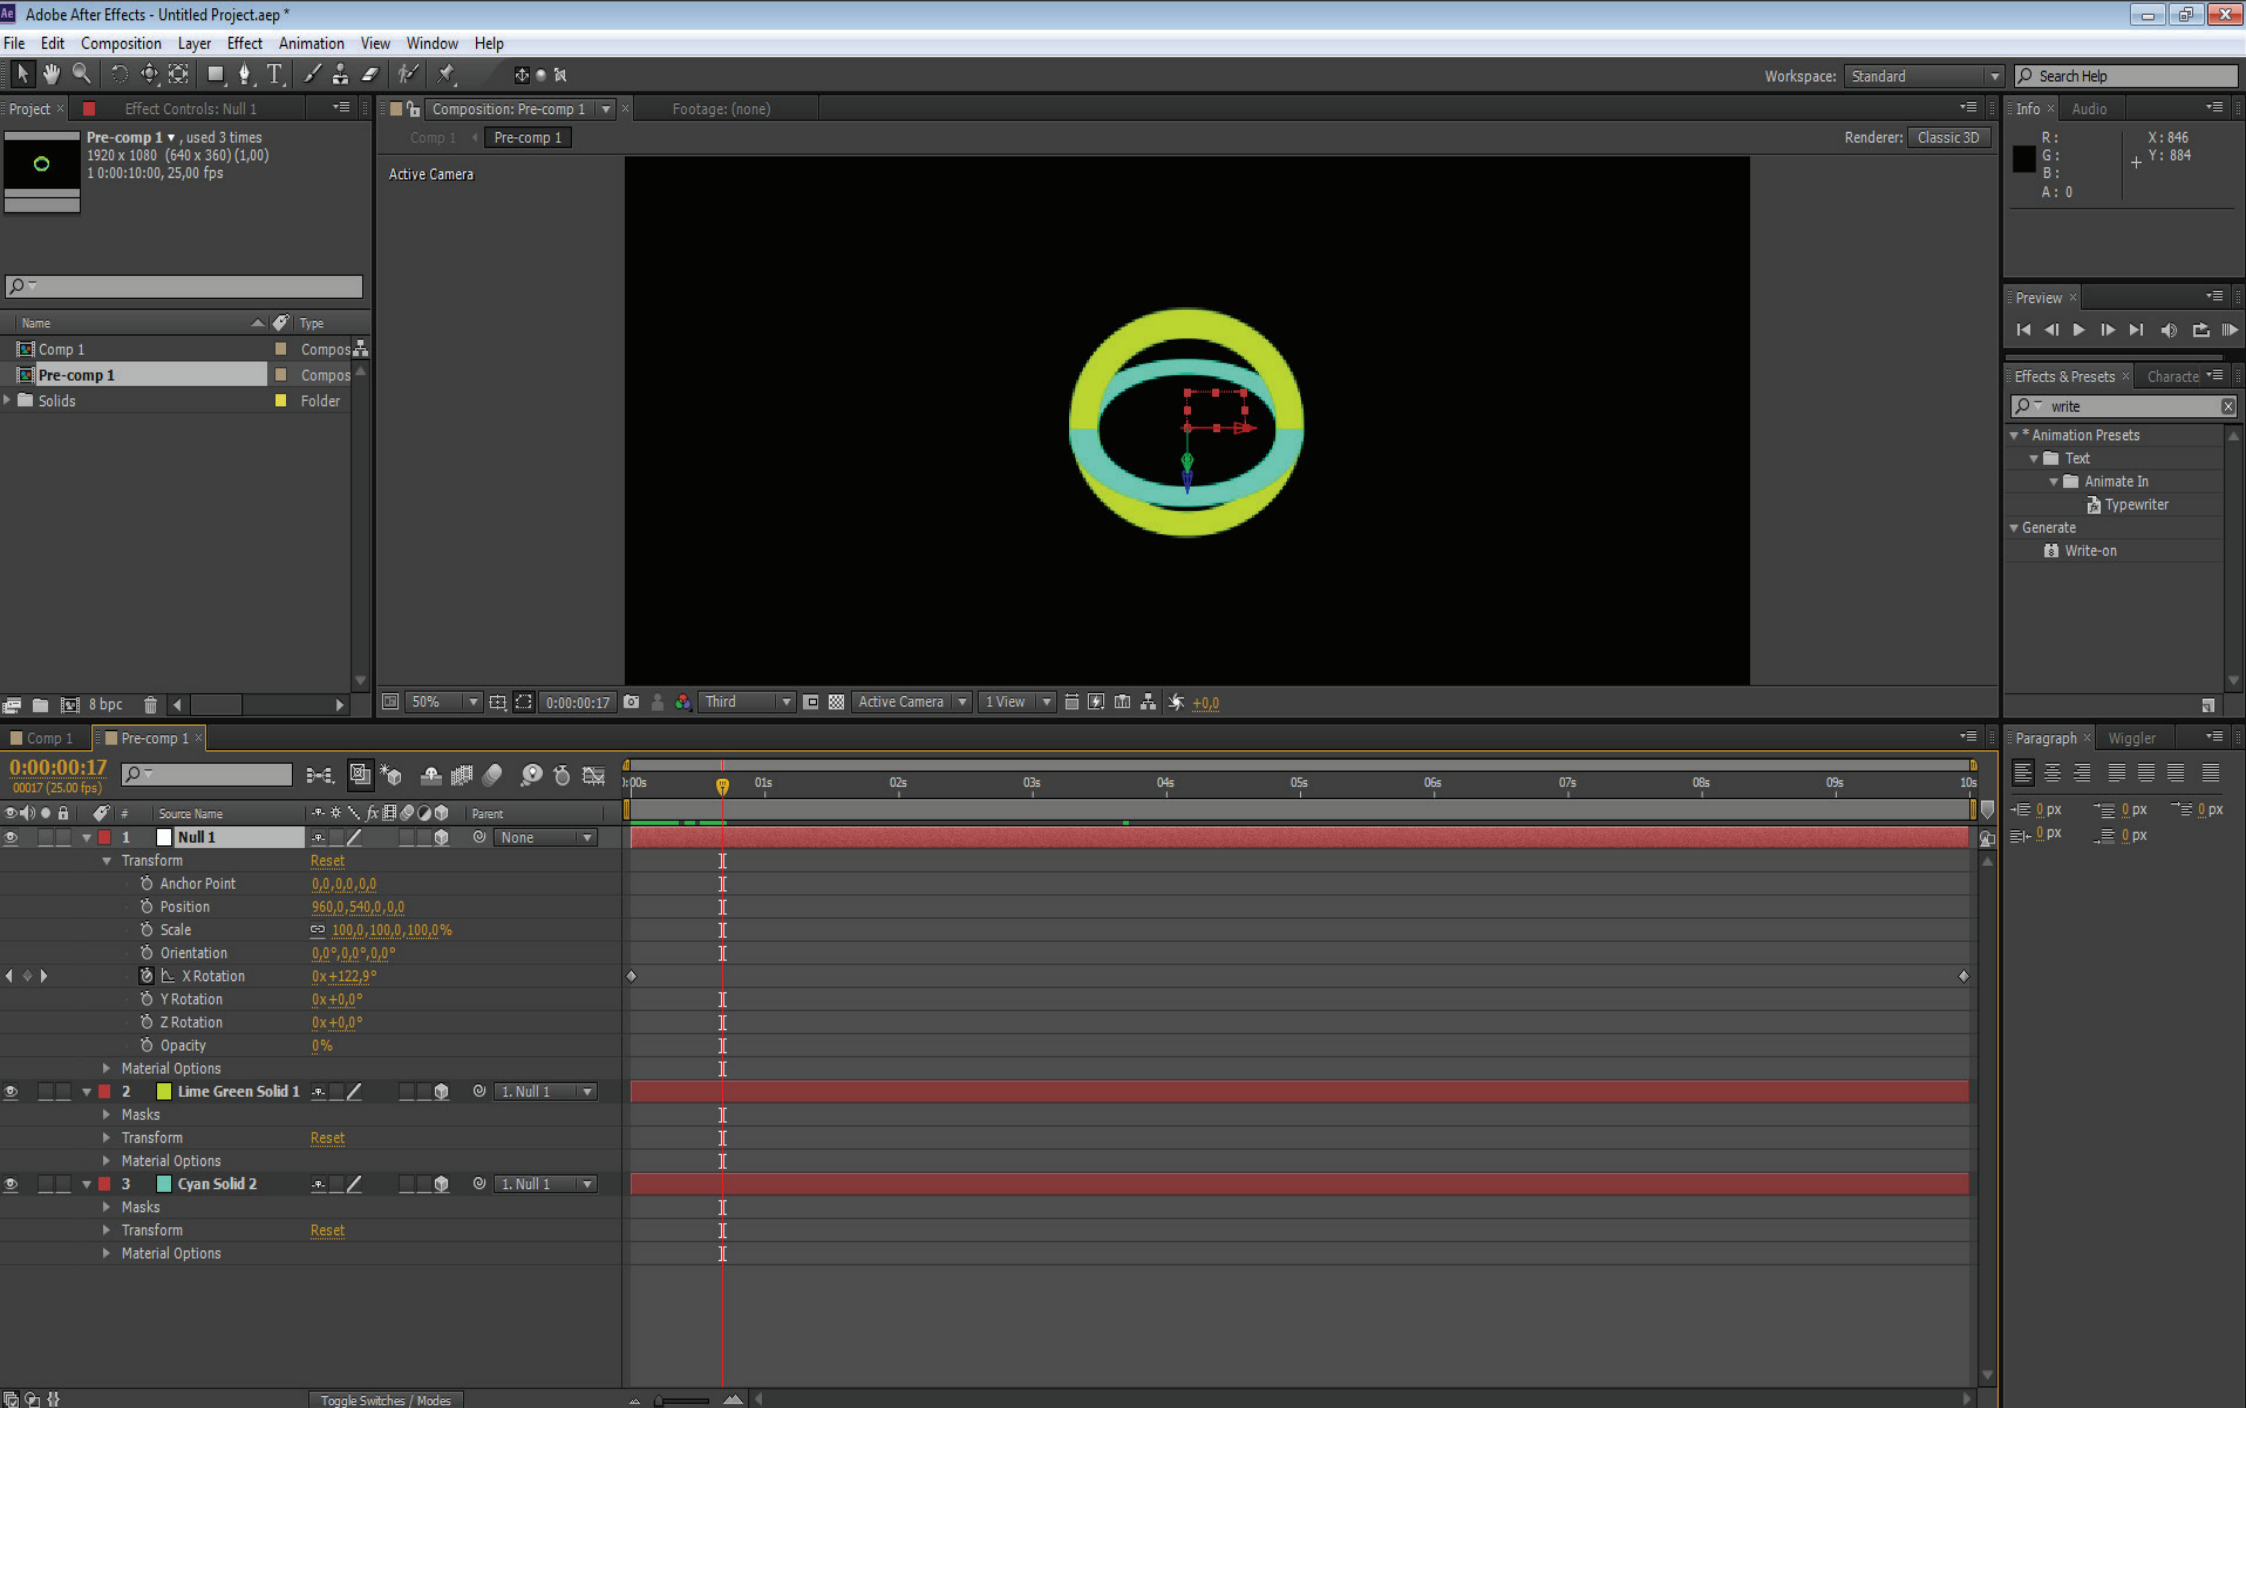 Ae Adobe After Effects - Untitled Project.aep *
File Edit Composition Layer Effect Animation View Window Help
Workspace: Standard Search Help
Project × Effect Controls: Null 1 Composition: Pre-comp 1 × Footage: (none) Info × Audio
Pre-comp 1 ▾ , used 3 times
1920 x 1080 (640 x 360) (1,00)
1 0:00:10:00, 25,00 fps
Comp 1 Pre-comp 1 Renderer: Classic 3D
Active Camera
R: X: 846
G: Y: 884
B:
A: 0
Preview ×
Name Type
Comp 1 Compos
Pre-comp 1 Compos
Solids Folder
Effects & Presets × Characte
write
* Animation Presets
Text
Animate In
Typewriter
Generate
Write-on
8 bpc
50% 0:00:00:17 Third Active Camera 1 View +0,0
Comp 1 Pre-comp 1 × Paragraph × Wiggler
0:00:00:17
00017 (25.00 fps)
):00s 01s 02s 03s 04s 05s 06s 07s 08s 09s 10s
# Source Name fx Parent
0 px 0 px 0 px
0 px 0 px
1 Null 1 None
Transform Reset
Anchor Point 0,0,0,0,0,0
Position 960,0,540,0,0,0
Scale 100,0,100,0,100,0%
Orientation 0,0°,0,0°,0,0°
X Rotation 0x+122,9°
Y Rotation 0x+0,0°
Z Rotation 0x+0,0°
Opacity 0%
Material Options
2 Lime Green Solid 1 1. Null 1
Masks
Transform Reset
Material Options
3 Cyan Solid 2 1. Null 1
Masks
Transform Reset
Material Options
Toggle Switches / Modes